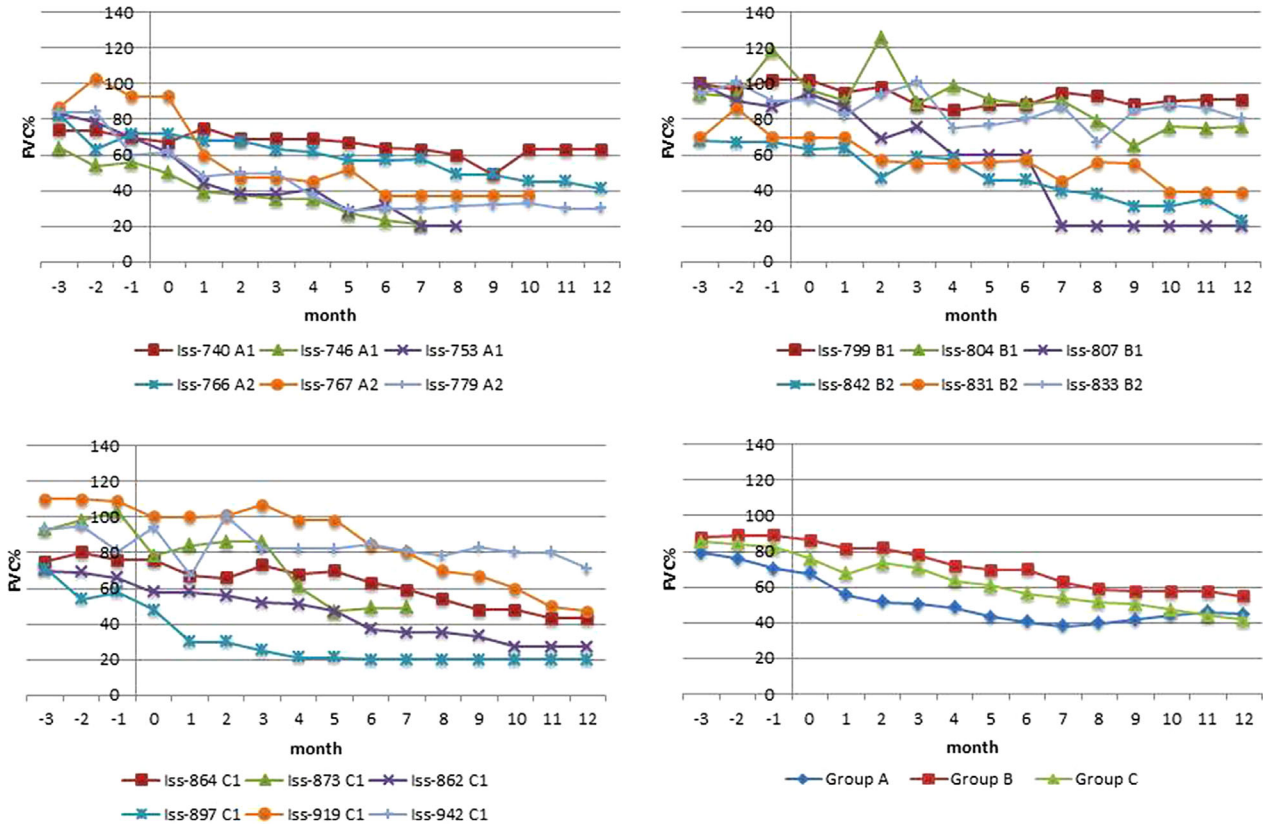 140
120
100
80
60
40
20
0
FVC%
-3 -2 -1 0 1 2 3 4 5 6 7 8 9 10 11 12
month
Iss-740 A1 Iss-746 A1 Iss-753 A1
Iss-766 A2 Iss-767 A2 Iss-779 A2
140
120
100
80
60
40
20
0
FVC%
-3 -2 -1 0 1 2 3 4 5 6 7 8 9 10 11 12
month
Iss-799 B1 Iss-804 B1 Iss-807 B1
Iss-842 B2 Iss-831 B2 Iss-833 B2
140
120
100
80
60
40
20
0
FVC%
-3 -2 -1 0 1 2 3 4 5 6 7 8 9 10 11 12
month
Iss-864 C1 Iss-873 C1 Iss-862 C1
Iss-897 C1 Iss-919 C1 Iss-942 C1
140
120
100
80
60
40
20
0
FVC%
-3 -2 -1 0 1 2 3 4 5 6 7 8 9 10 11 12
month
Group A Group B Group C